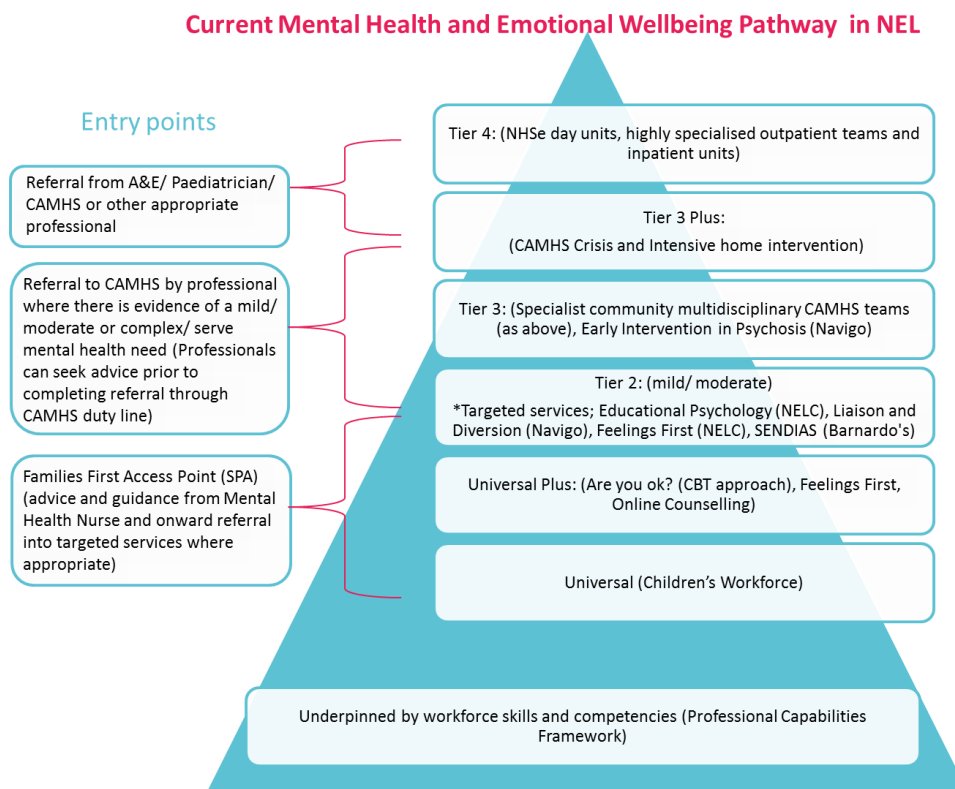 Current Mental Health and Emotional Wellbeing Pathway in NEL
Entry points
Referral from A&E/ Paediatrician/
CAMHS or other appropriate
professional
Referral to CAMHS by professional
where there is evidence of a mild/
moderate or complex/ serve
mental health need (Professionals
can seek advice prior to
completing referral through
CAMHS duty line)
Families First Access Point (SPA)
(advice and guidance from Mental
Health Nurse and onward referral
into targeted services where
appropriate)
Tier 4: (NHSe day units, highly specialised outpatient teams and
inpatient units)
Tier 3 Plus:
(CAMHS Crisis and Intensive home intervention)
Tier 3: (Specialist community multidisciplinary CAMHS teams
(as above), Early Intervention in Psychosis (Navigo)
Tier 2: (mild/ moderate)
*Targeted services; Educational Psychology (NELC), Liaison and
Diversion (Navigo), Feelings First (NELC), SENDIAS (Barnardo's)
Universal Plus: (Are you ok? (CBT approach), Feelings First,
Online Counselling)
Universal (Children’s Workforce)
Underpinned by workforce skills and competencies (Professional Capabilities
Framework)